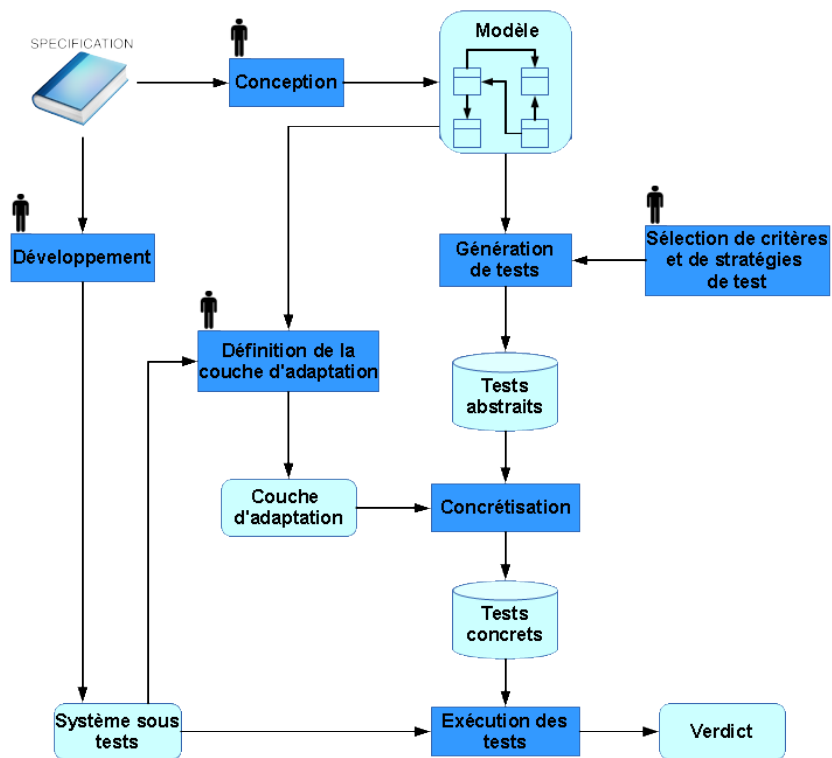 SPECIFICATION
Conception
Modèle
Développement
Génération
de tests
Sélection de critères
et de stratégies
de test
Définition de la
couche d'adaptation
Tests
abstraits
Couche
d'adaptation
Concrétisation
Tests
concrets
Système sous
tests
Exécution des
tests
Verdict